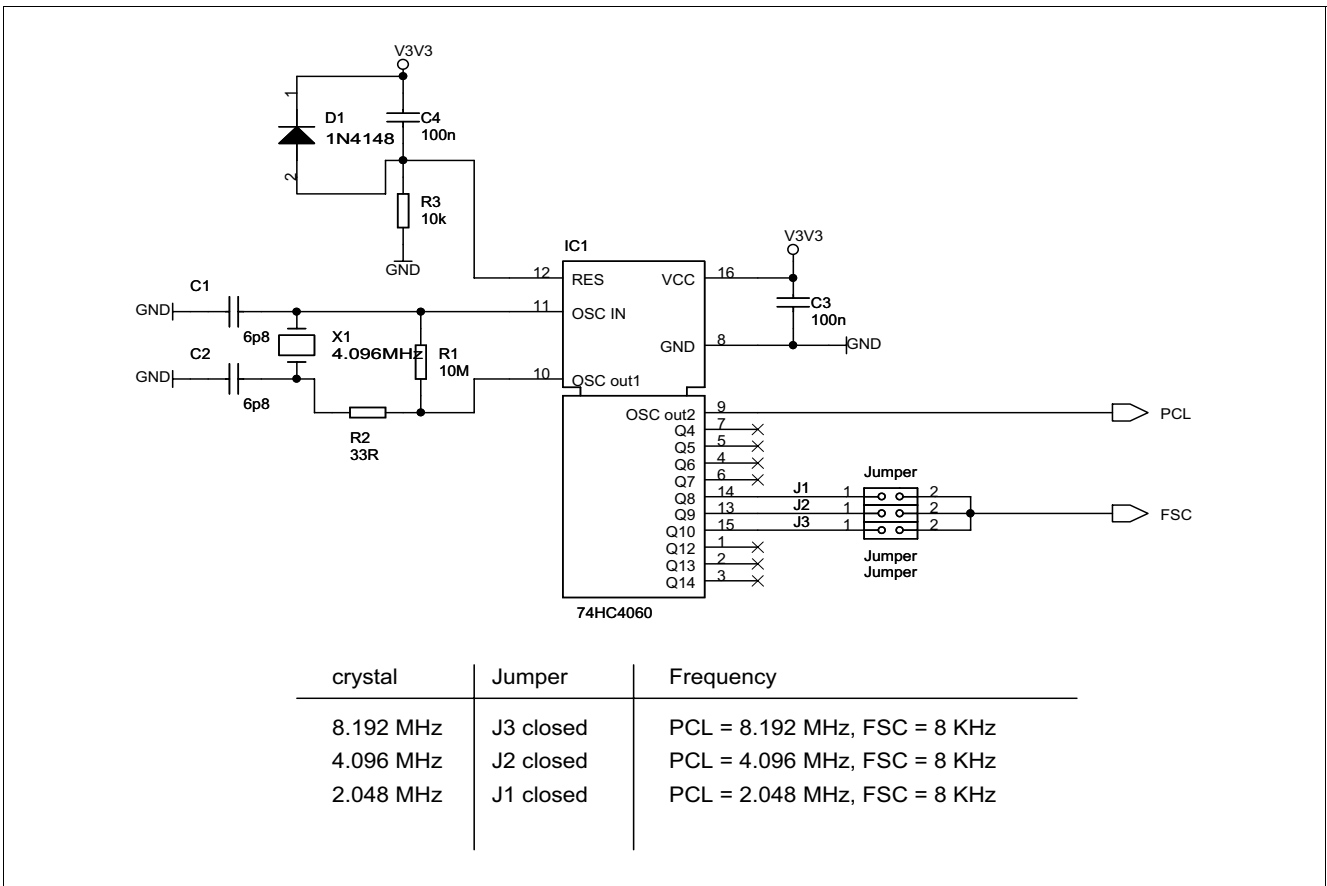 V3V3
1
D1
1N4148
2
C4
100n
R3
10k
GND
IC1
V3V3
12
RES
VCC
16
C1
GND
6p8
11
OSC IN
C3
100n
X1
4.096MHz
R1
10M
GND
8
GND
C2
GND
6p8
10
OSC out1
R2
33R
OSC out2
9
PCL
Q4
7
Q5
5
Q6
4
Q7
6
Jumper
Q8
14
J1
1
2
Q9
13
J2
1
2
FSC
Q10
15
J3
1
2
Q12
1
Q13
2
Q14
3
Jumper
Jumper
74HC4060
crystal Jumper Frequency
8.192 MHz J3 closed PCL = 8.192 MHz, FSC = 8 KHz
4.096 MHz J2 closed PCL = 4.096 MHz, FSC = 8 KHz
2.048 MHz J1 closed PCL = 2.048 MHz, FSC = 8 KHz